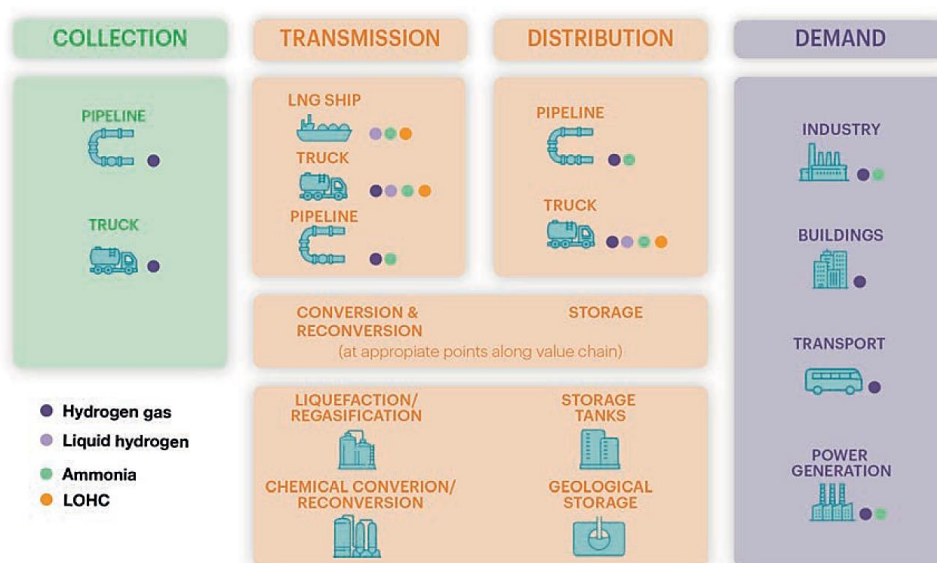 COLLECTION
TRANSMISSION
DISTRIBUTION
DEMAND
PIPELINE
TRUCK
LNG SHIP
TRUCK
PIPELINE
PIPELINE
TRUCK
INDUSTRY
BUILDINGS
TRANSPORT
POWER
GENERATION
CONVERSION &
RECONVERSION
STORAGE
(at appropiate points along value chain)
LIQUEFACTION/
REGASIFICATION
STORAGE
TANKS
CHEMICAL CONVERION/
RECONVERSION
GEOLOGICAL
STORAGE
Hydrogen gas
Liquid hydrogen
Ammonia
LOHC